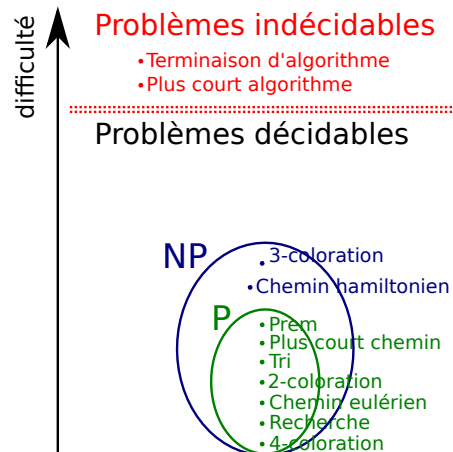 difficulté
Problèmes indécidables
•Terminaison d'algorithme
•Plus court algorithme
Problèmes décidables
NP
•3-coloration
•Chemin hamiltonien
P
•Prem
•Plus court chemin
•Tri
•2-coloration
•Chemin eulérien
•Recherche
•4-coloration